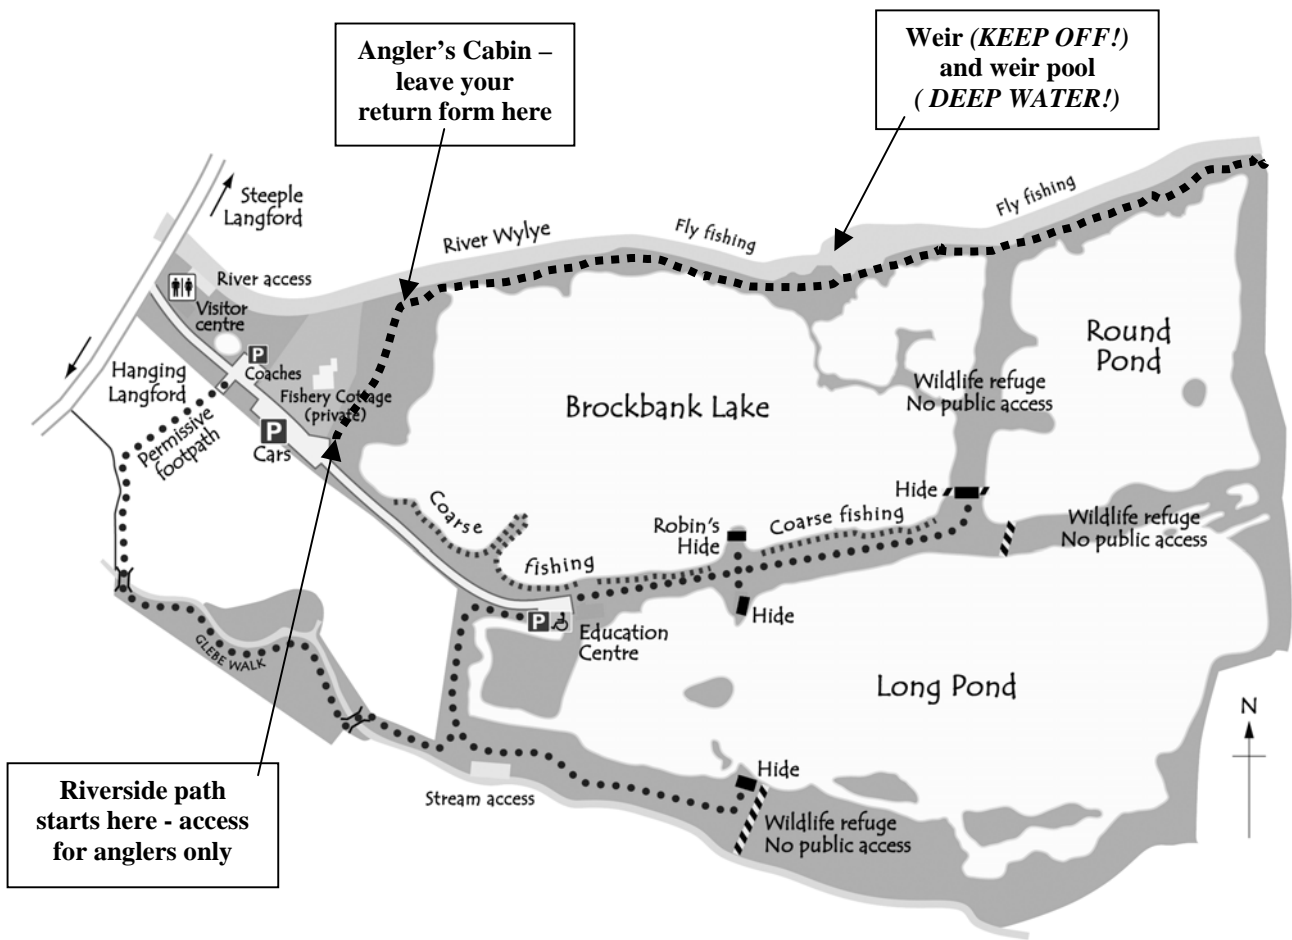 Angler's Cabin –
leave your
return form here
Weir (KEEP OFF!)
and weir pool
( DEEP WATER!)
Steeple
Langford
River access
River Wylye
Fly fishing
Fly fishing
Visitor
centre
P
Coaches
Hanging
Langford
Fishery Cottage
(private)
Permissive
footpath
P
Cars
Brockbank Lake
Round
Pond
Wildlife refuge
No public access
Coarse
fishing
Robin's
Hide
Coarse fishing
Hide
Wildlife refuge
No public access
Hide
P
Education
Centre
GLEBE WALK
Long Pond
N
Riverside path
starts here - access
for anglers only
Stream access
Hide
Wildlife refuge
No public access